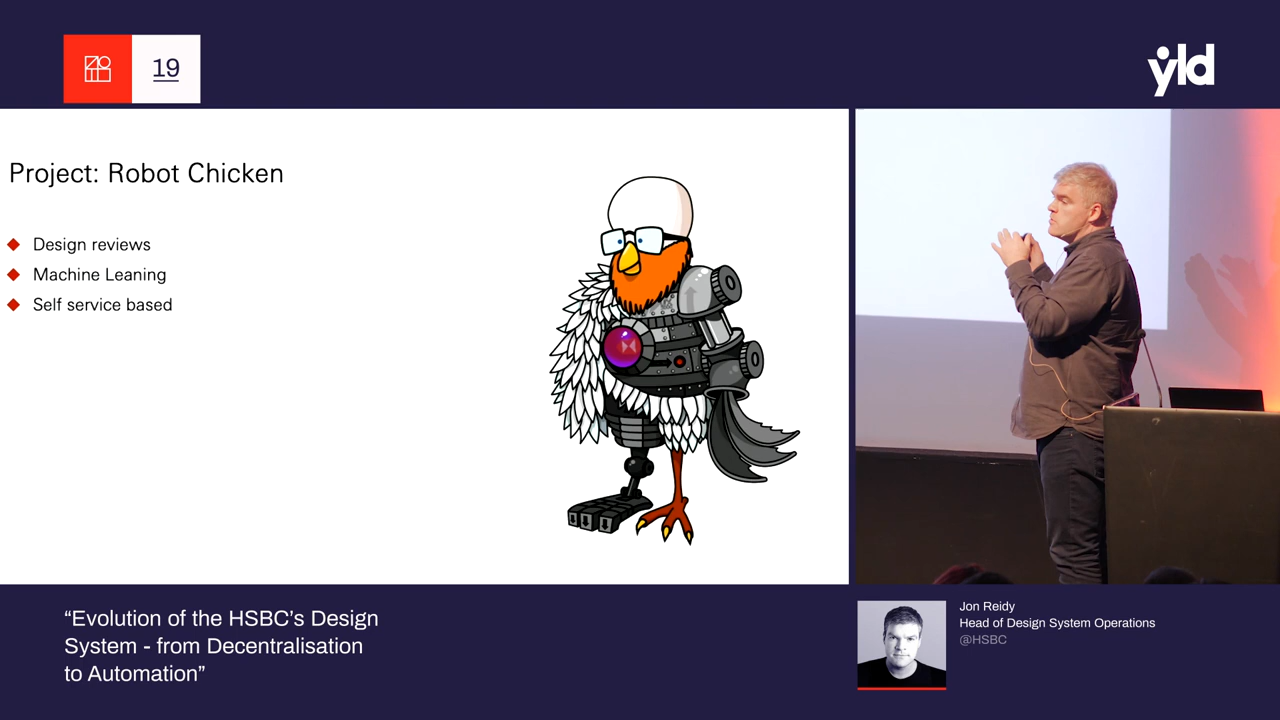 19
yld
Project: Robot Chicken
Design reviews
Machine Leaning
Self service based
“Evolution of the HSBC’s Design
System - from Decentralisation
to Automation”
Jon Reidy
Head of Design System Operations
@HSBC